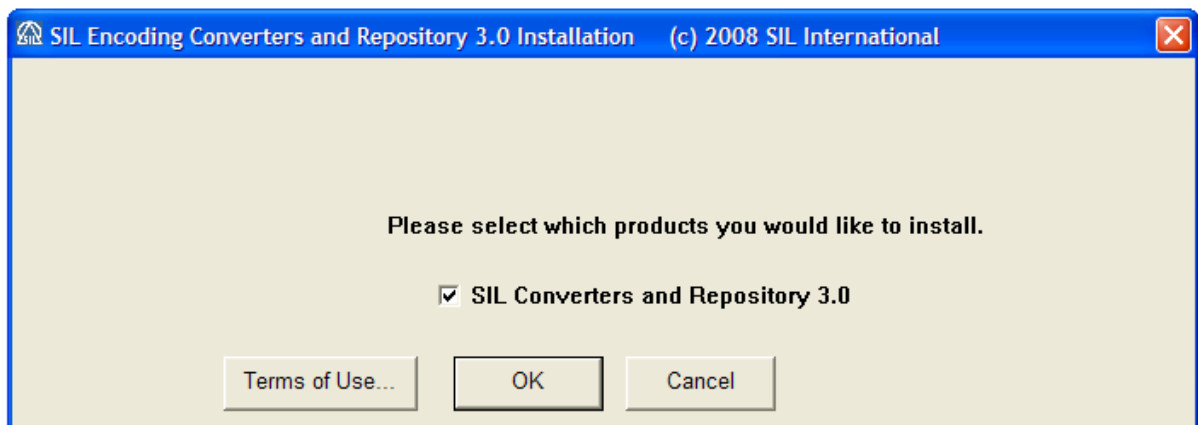 SIL Encoding Converters and Repository 3.0 Installation (c) 2008 SIL International
Please select which products you would like to install.
SIL Converters and Repository 3.0
Terms of Use... OK Cancel